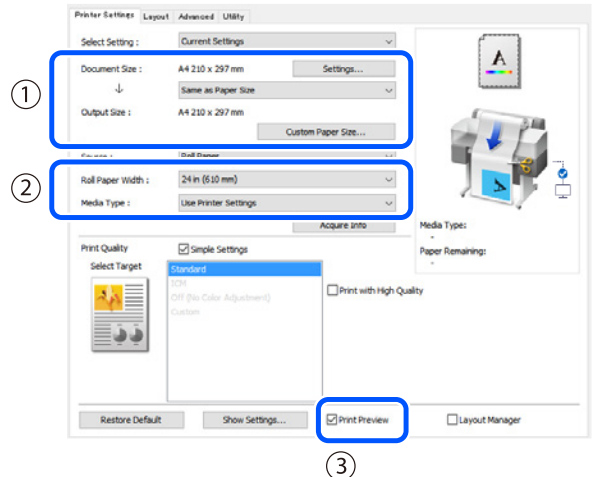 Printer Settings Layout Advanced Utility
Select Setting : Current Settings
Document Size : A4 210 x 297 mm Settings...
↓ Same as Paper Size
Output Size : A4 210 x 297 mm
Custom Paper Size...
①
Source : Roll Paper
Roll Paper Width : 24 in (610 mm)
②
Media Type : Use Printer Settings
Acquire Info
Media Type:
-
Paper Remaining:
-
Print Quality Simple Settings
Select Target
Standard
ICM
Off (No Color Adjustment)
Custom
Print with High Quality
Restore Default Show Settings... Print Preview Layout Manager
③
A
A